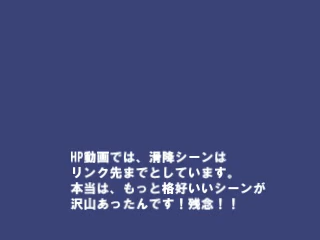 HP動画では、滑降シーンは
リンク先までとしています。
本当は、もっと格好いいシーンが
沢山あったんです！残念！！